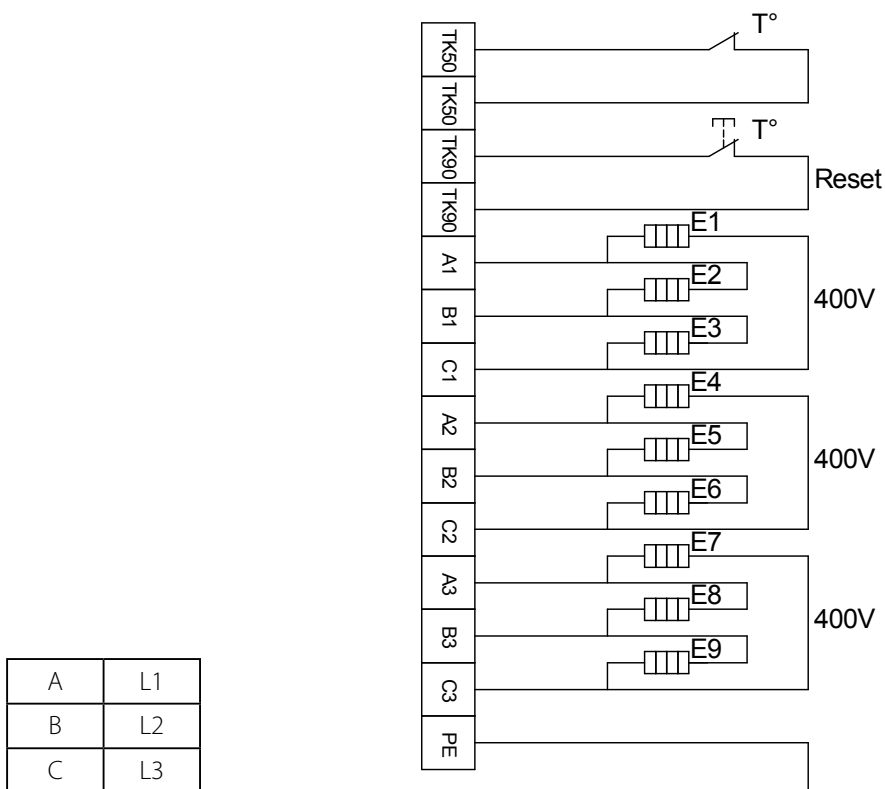 T°
TK50
TK50
T°
TK90
Reset
TK90
E1
A1
E2
400V
B1
E3
C1
E4
A2
E5
400V
B2
E6
C2
E7
A3
E8
400V
B3
E9
C3
PE
A L1
B L2
C L3